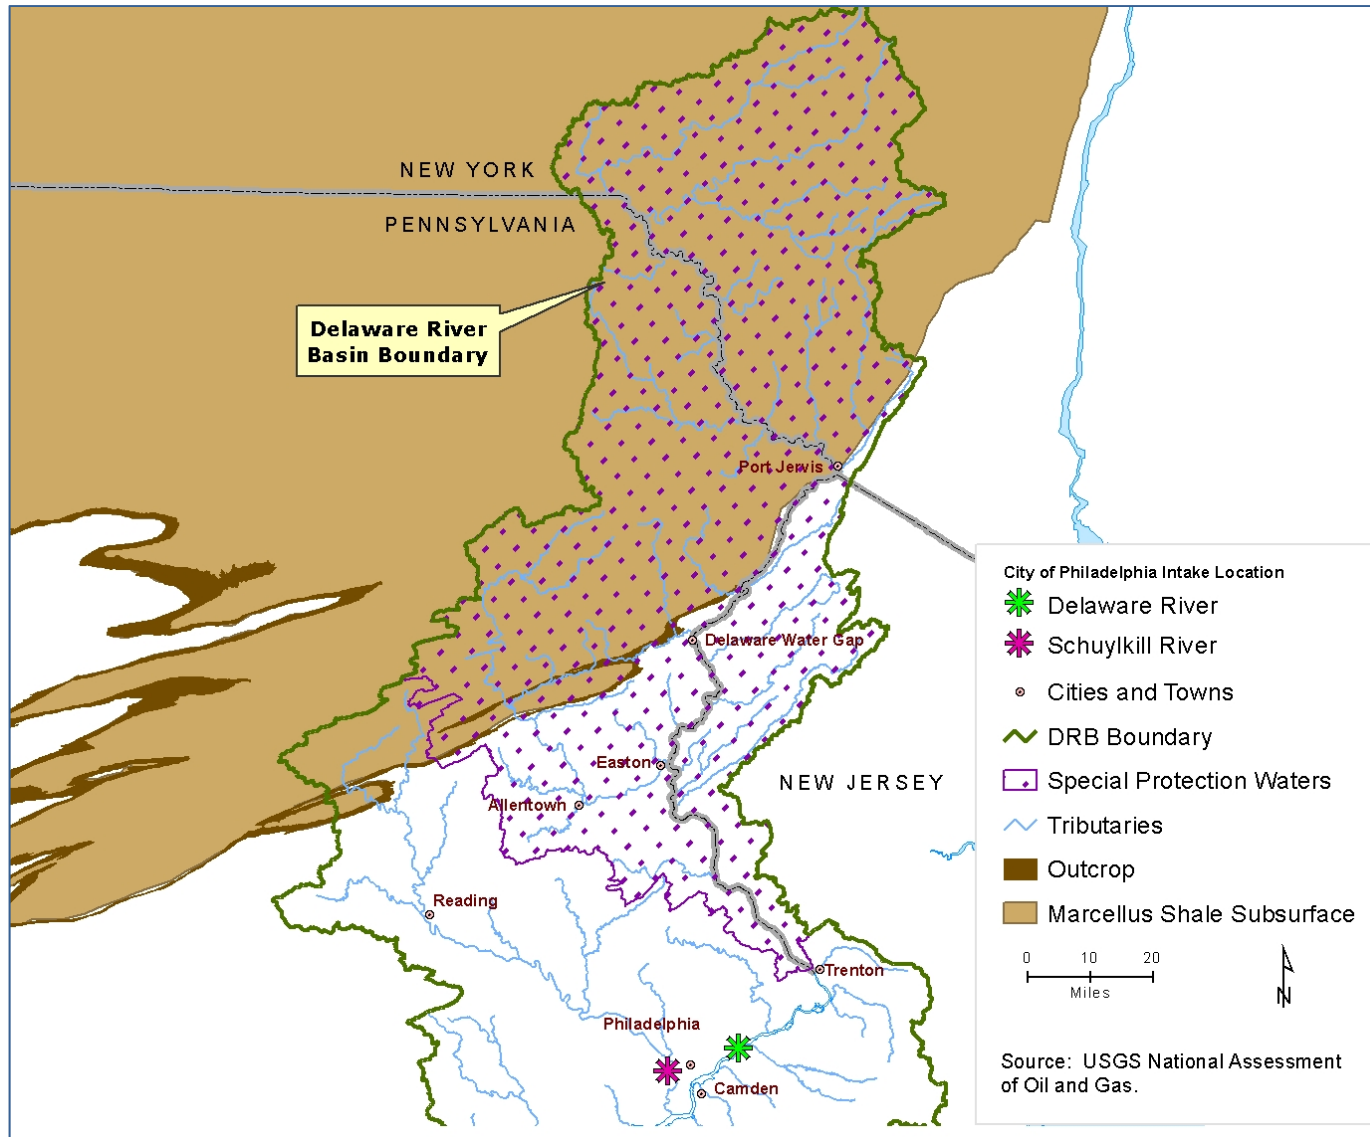 NEW YORK
PENNSYLVANIA
Delaware River
Basin Boundary
Port Jervis
Delaware Water Gap
Easton
NEW JERSEY
Allentown
Reading
Trenton
Philadelphia
Camden
City of Philadelphia Intake Location
Delaware River
Schuylkill River
Cities and Towns
DRB Boundary
Special Protection Waters
Tributaries
Outcrop
Marcellus Shale Subsurface
0 10 20
Miles
N
Source: USGS National Assessment
of Oil and Gas.